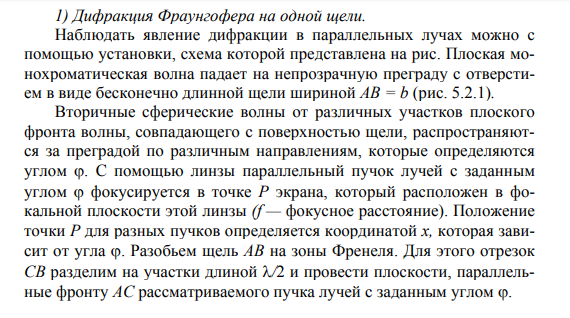 1) Дифракция Фраунгофера на одной щели.
Наблюдать явление дифракции в параллельных лучах можно с
помощью установки, схема которой представлена на рис. Плоская мо-
нохроматическая волна падает на непрозрачную преграду с отверсти-
ем в виде бесконечно длинной щели шириной AB = b (рис. 5.2.1).
Вторичные сферические волны от различных участков плоского
фронта волны, совпадающего с поверхностью щели, распространяют-
ся за преградой по различным направлениям, которые определяются
углом φ. С помощью линзы параллельный пучок лучей с заданным
углом φ фокусируется в точке P экрана, который расположен в фо-
кальной плоскости этой линзы (f — фокусное расстояние). Положение
точки P для разных пучков определяется координатой x, которая зави-
сит от угла φ. Разобьем щель AB на зоны Френеля. Для этого отрезок
CB разделим на участки длиной λ/2 и провести плоскости, параллель-
ные фронту AC рассматриваемого пучка лучей с заданным углом φ.